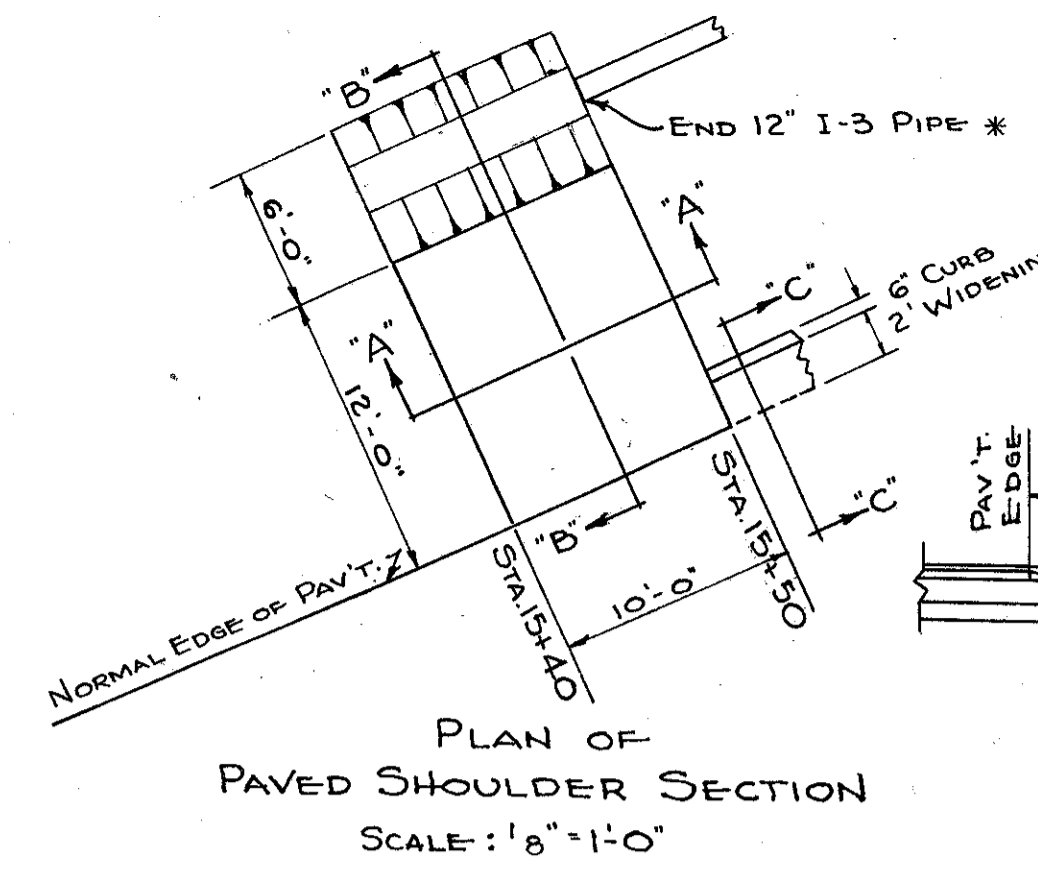 "B"
END 12" I-3 PIPE *
6'-0"
"A"
"C"
6" CURB
2' WIDENIN
"A"
12'-0"
PAV'T.
EDGE
"C"
"B"
STA. 15+50
STA. 15+40
10'-0"
NORMAL EDGE OF PAV'T.
PLAN OF
PAVED SHOULDER SECTION
SCALE: 1/8" = 1'-0"